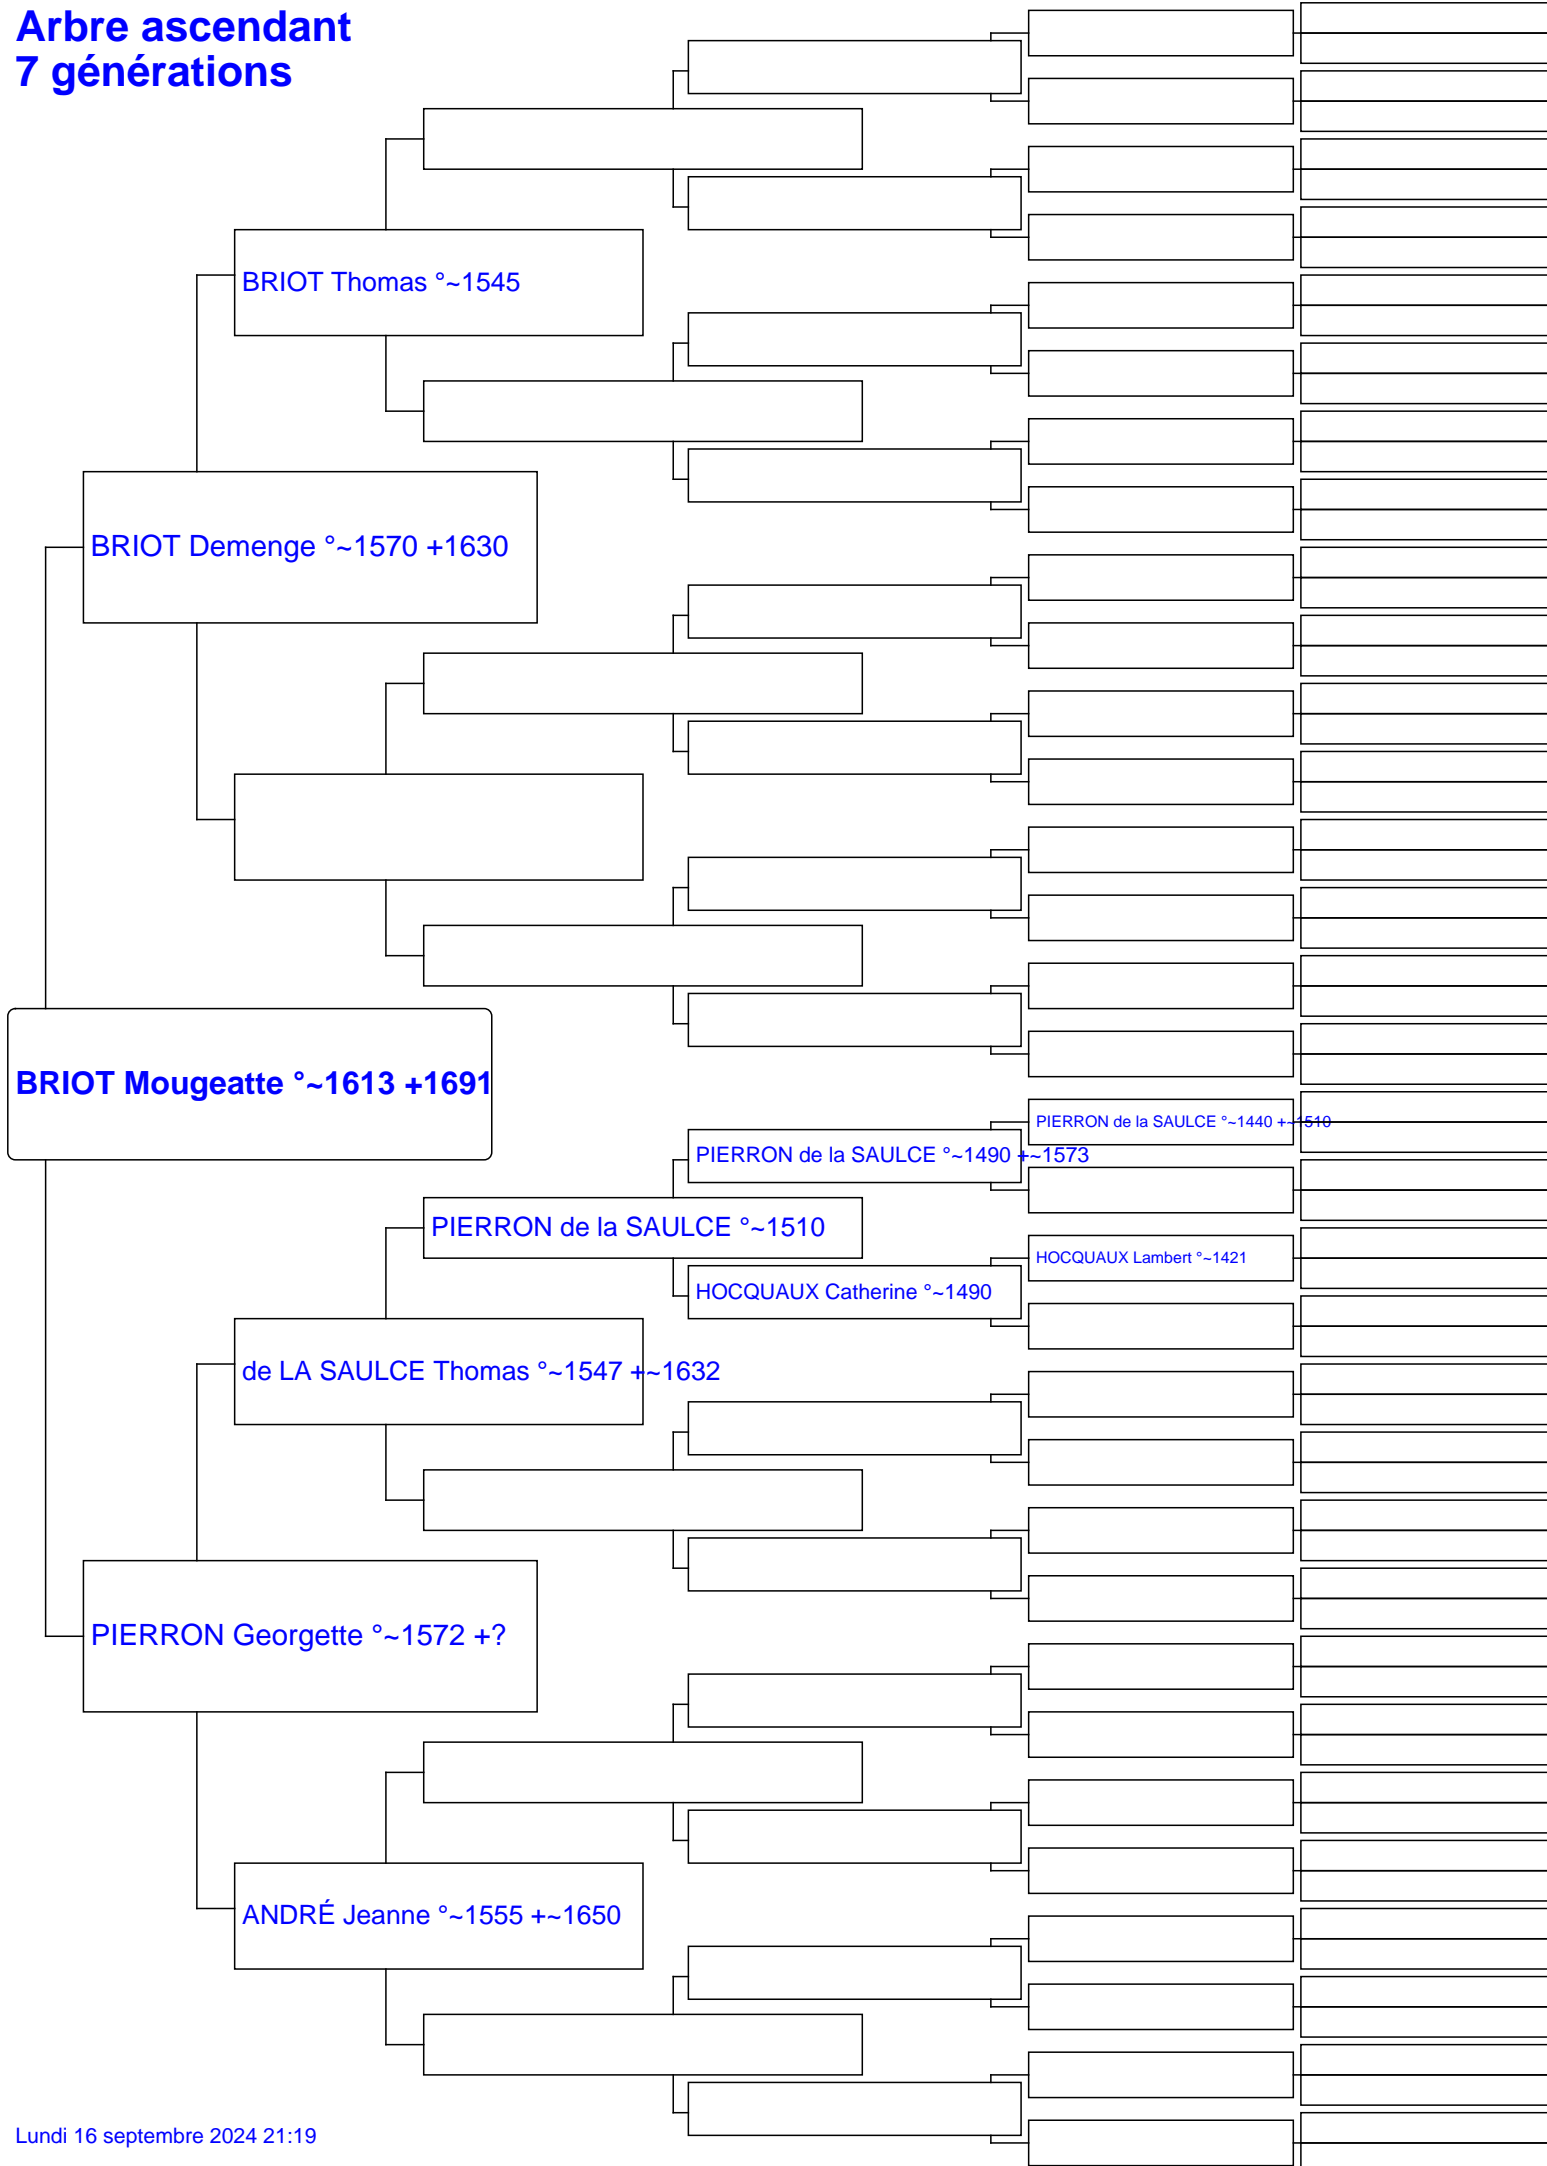 Arbre ascendant
7 générations
BRIOT Thomas °~1545
BRIOT Demenge °~1570 +1630
BRIOT Mougeatte °~1613 +1691
PIERRON de la SAULCE °~1440 +~1510
PIERRON de la SAULCE °~1490 +~1573
PIERRON de la SAULCE °~1510
HOCQUAUX Lambert °~1421
HOCQUAUX Catherine °~1490
de LA SAULCE Thomas °~1547 +~1632
PIERRON Georgette °~1572 +?
ANDRÉ Jeanne °~1555 +~1650
Lundi 16 septembre 2024 21:19